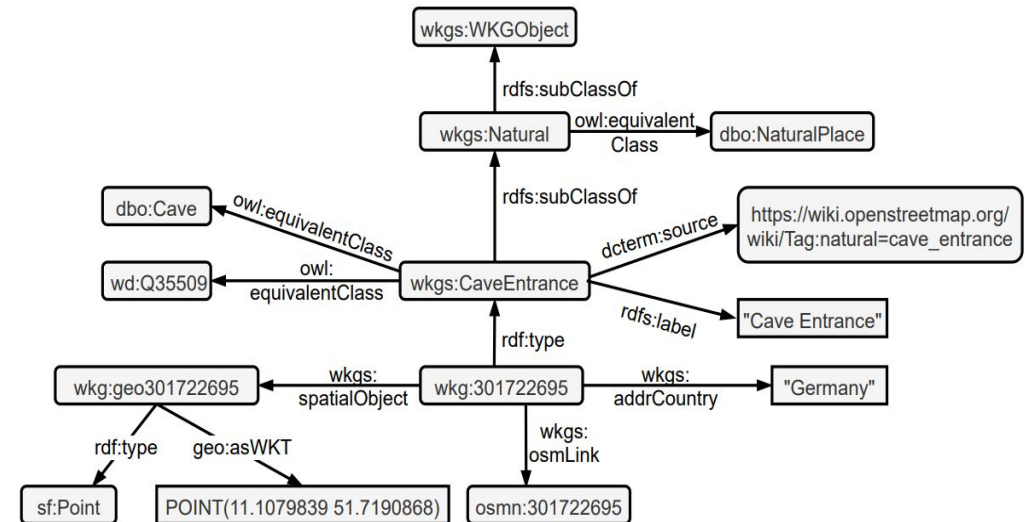 wkgs:WKGObject
rdfs:subClassOf
wkgs:Natural
owl:equivalent
Class
dbo:NaturalPlace
rdfs:subClassOf
dbo:Cave
owl:equivalentClass
dcterm:source
https://wiki.openstreetmap.org/
wiki/Tag:natural=cave_entrance
wd:Q35509
owl:
equivalentClass
wkgs:CaveEntrance
rdfs:label
"Cave Entrance"
rdf:type
wkg:geo301722695
wkgs:
spatialObject
wkg:301722695
wkgs:
addrCountry
"Germany"
rdf:type
geo:asWKT
wkgs:
osmLink
sf:Point
POINT(11.1079839 51.7190868)
osmn:301722695